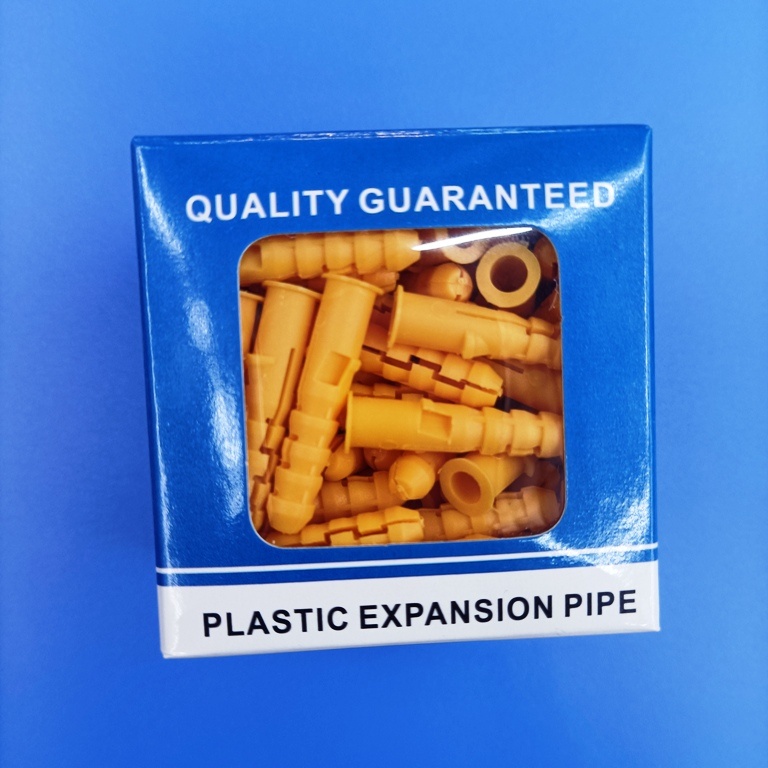 QUALITY GUARANTEED
PLASTIC EXPANSION PIPE